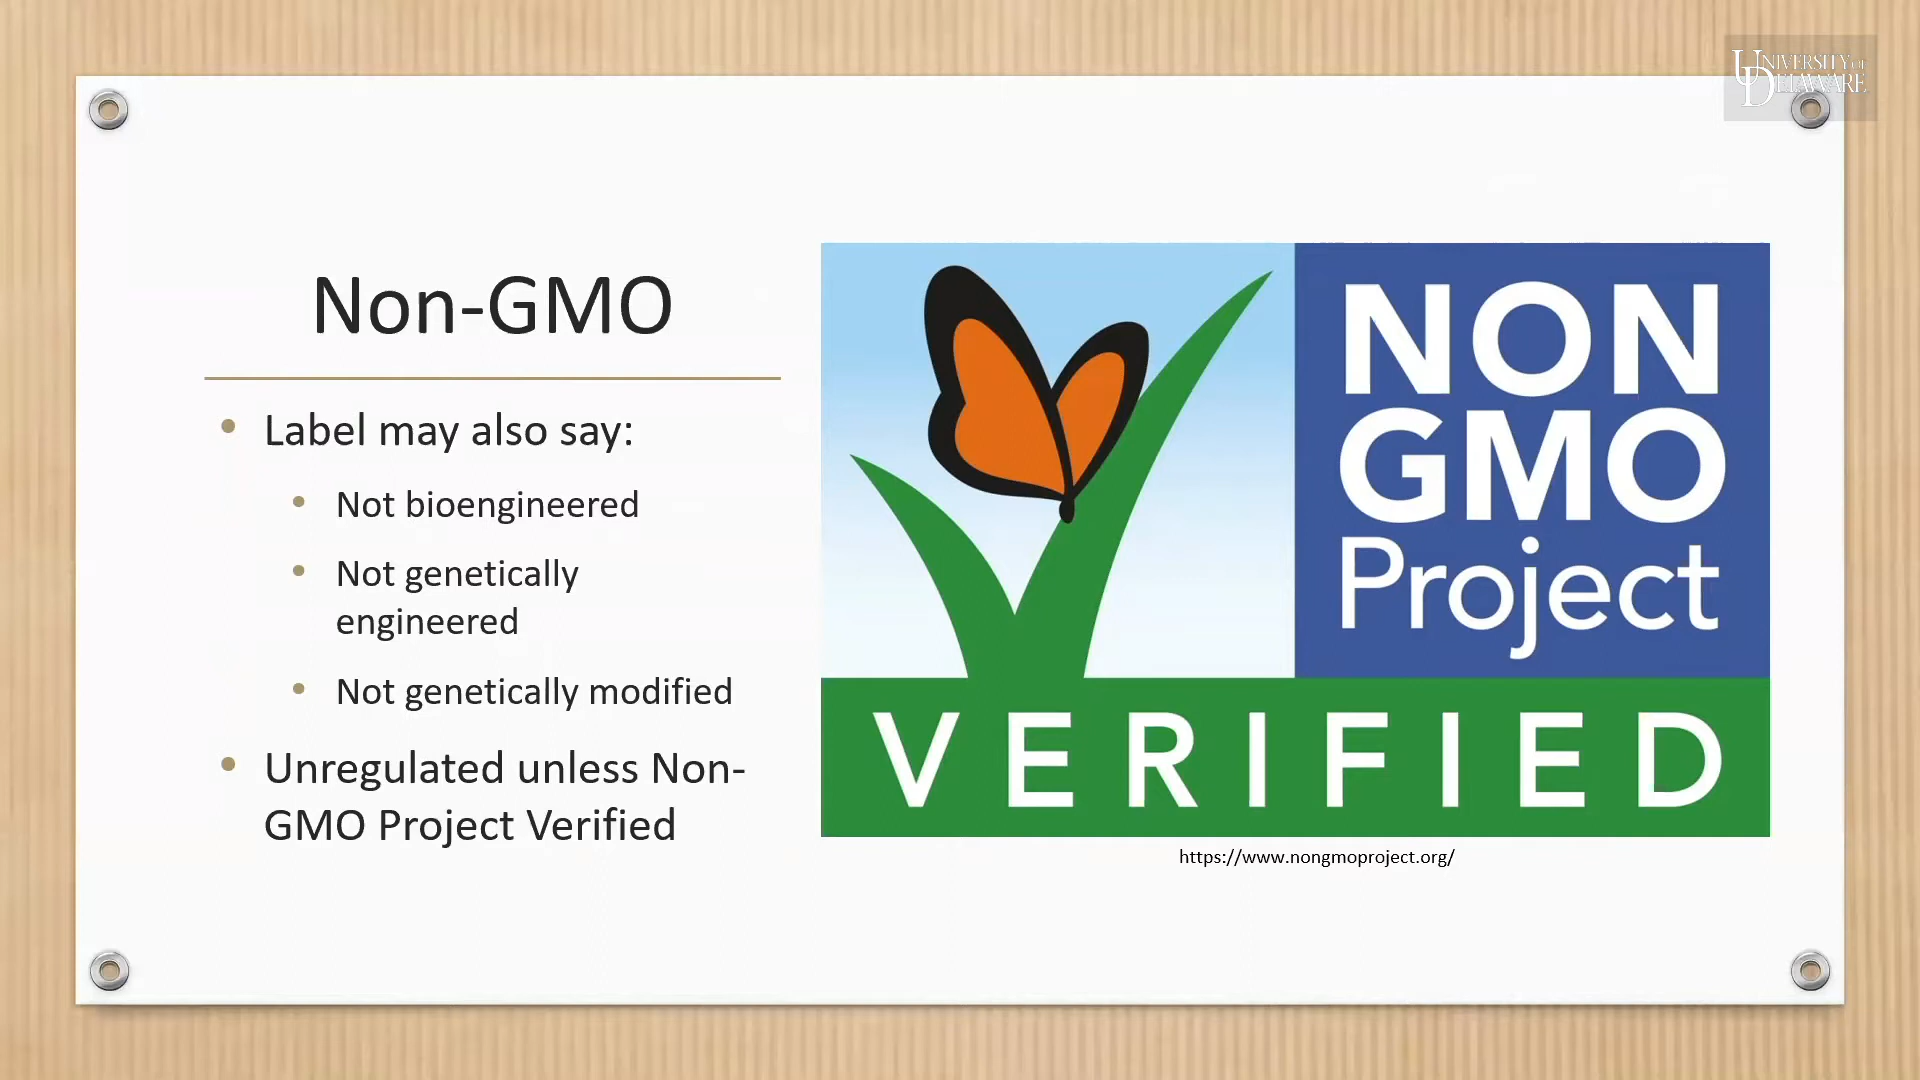 UNIVERSITY OF
DELAWARE
Non-GMO
• Label may also say:
• Not bioengineered
• Not genetically
engineered
• Not genetically modified
• Unregulated unless Non-
GMO Project Verified
NON
GMO
Project
VERIFIED
https://www.nongmoproject.org/